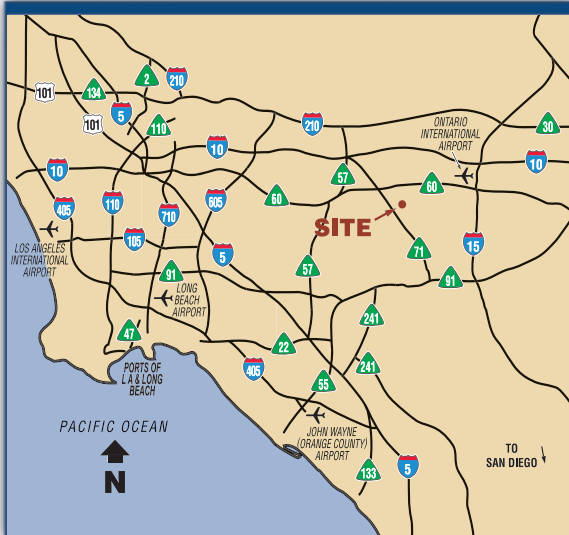 2
210
101
134
5
101
110
210
30
ONTARIO
INTERNATIONAL
AIRPORT
10
10
10
57
60
60
405
110
710
605
SITE
LOS ANGELES
INTERNATIONAL
AIRPORT
105
5
71
15
91
LONG
BEACH
AIRPORT
57
91
47
241
22
PORTS OF
L A & LONG
BEACH
405
241
55
PACIFIC OCEAN
N
JOHN WAYNE
(ORANGE COUNTY)
AIRPORT
133
5
TO
SAN DIEGO